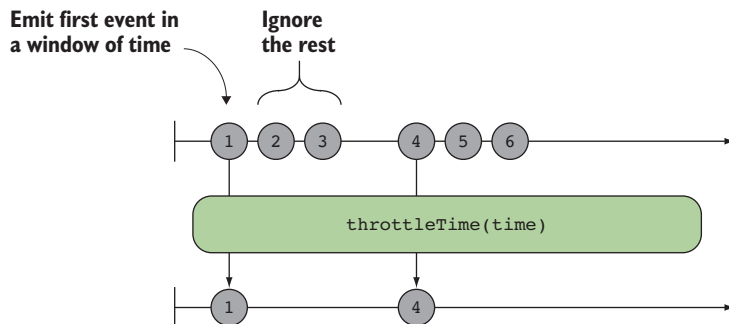 Emit first event in
a window of time
Ignore
the rest
1 2 3 4 5 6
throttleTime(time)
1 4